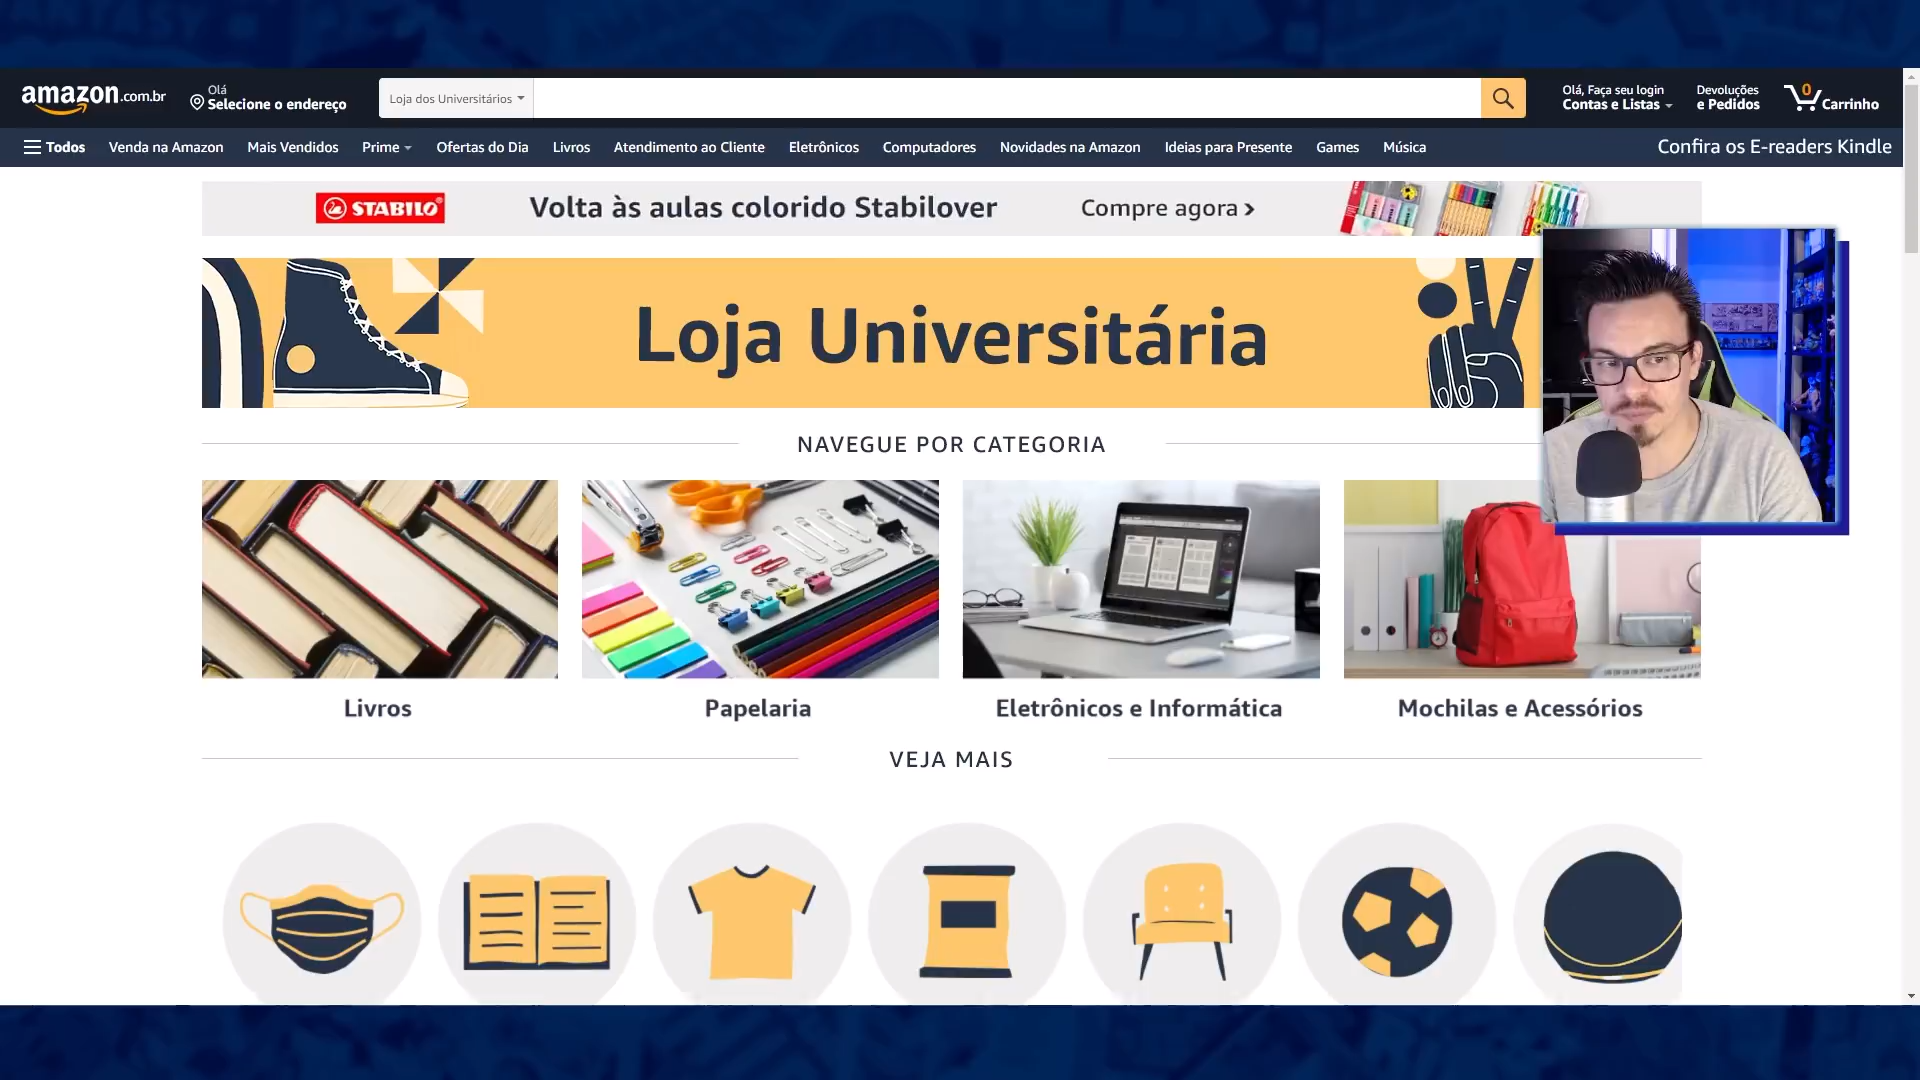 amazon.com.br
Olá
Selecione o endereço
Loja dos Universitários
Olá, Faça seu login
Contas e Listas
Devoluções
e Pedidos
0
Carrinho
Todos
Venda na Amazon
Mais Vendidos
Prime
Ofertas do Dia
Livros
Atendimento ao Cliente
Eletrônicos
Computadores
Novidades na Amazon
Ideias para Presente
Games
Música
Confira os E-readers Kindle
STABILO®
Volta às aulas colorido Stabilover
Compre agora
Loja Universitária
NAVEGUE POR CATEGORIA
Livros
Papelaria
Eletrônicos e Informática
Mochilas e Acessórios
VEJA MAIS